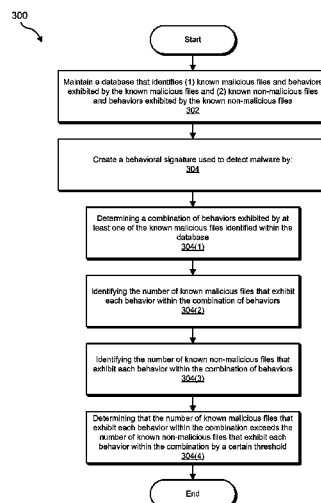 300
Start
Maintain a database that identifies (1) known malicious files and behaviors
exhibited by the known malicious files and (2) known non-malicious files
and behaviors exhibited by the known non-malicious files
302
Create a behavioral signature used to detect malware by:
304
Determining a combination of behaviors exhibited by at
least one of the known malicious files identified within the
database
304(1)
Identifying the number of known malicious files that exhibit
each behavior within the combination of behaviors
304(2)
Identifying the number of known non-malicious files that
exhibit each behavior within the combination of behaviors
304(3)
Determining that the number of known malicious files that
exhibit each behavior within the combination exceeds the
number of known non-malicious files that exhibit each
behavior within the combination by a certain threshold
304(4)
End